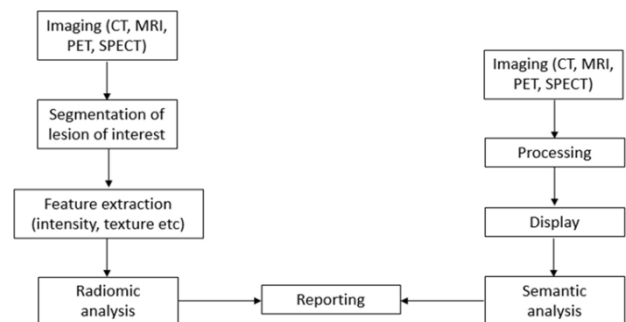 Imaging (CT, MRI,
PET, SPECT)
Segmentation of
lesion of interest
Feature extraction
(intensity, texture etc)
Radiomic
analysis
Reporting
Imaging (CT, MRI,
PET, SPECT)
Processing
Display
Semantic
analysis